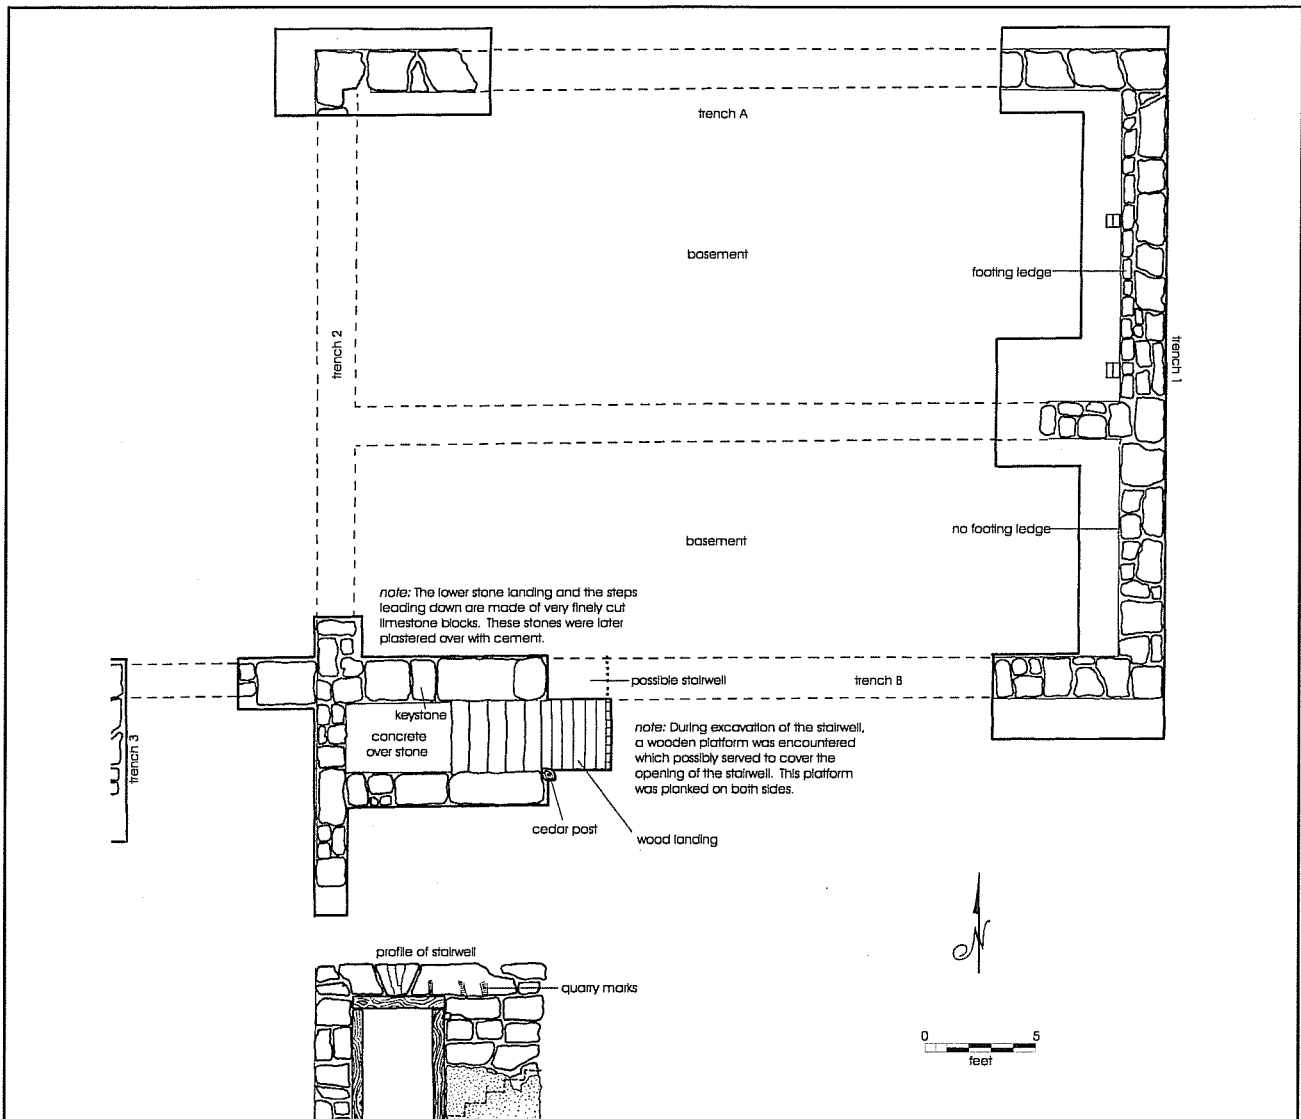 trench A
basement
footing ledge
trench 2
trench 1
no footing ledge
basement
note: The lower stone landing and the steps
leading down are made of very finely cut
limestone blocks. These stones were later
plastered over with cement.
possible stairwell
trench B
keystone
concrete
over stone
trench 3
note: During excavation of the stairwell,
a wooden platform was encountered
which possibly served to cover the
opening of the stairwell. This platform
was planked on both sides.
cedar post
wood landing
N
profile of stairwell
quarry marks
0 5
feet